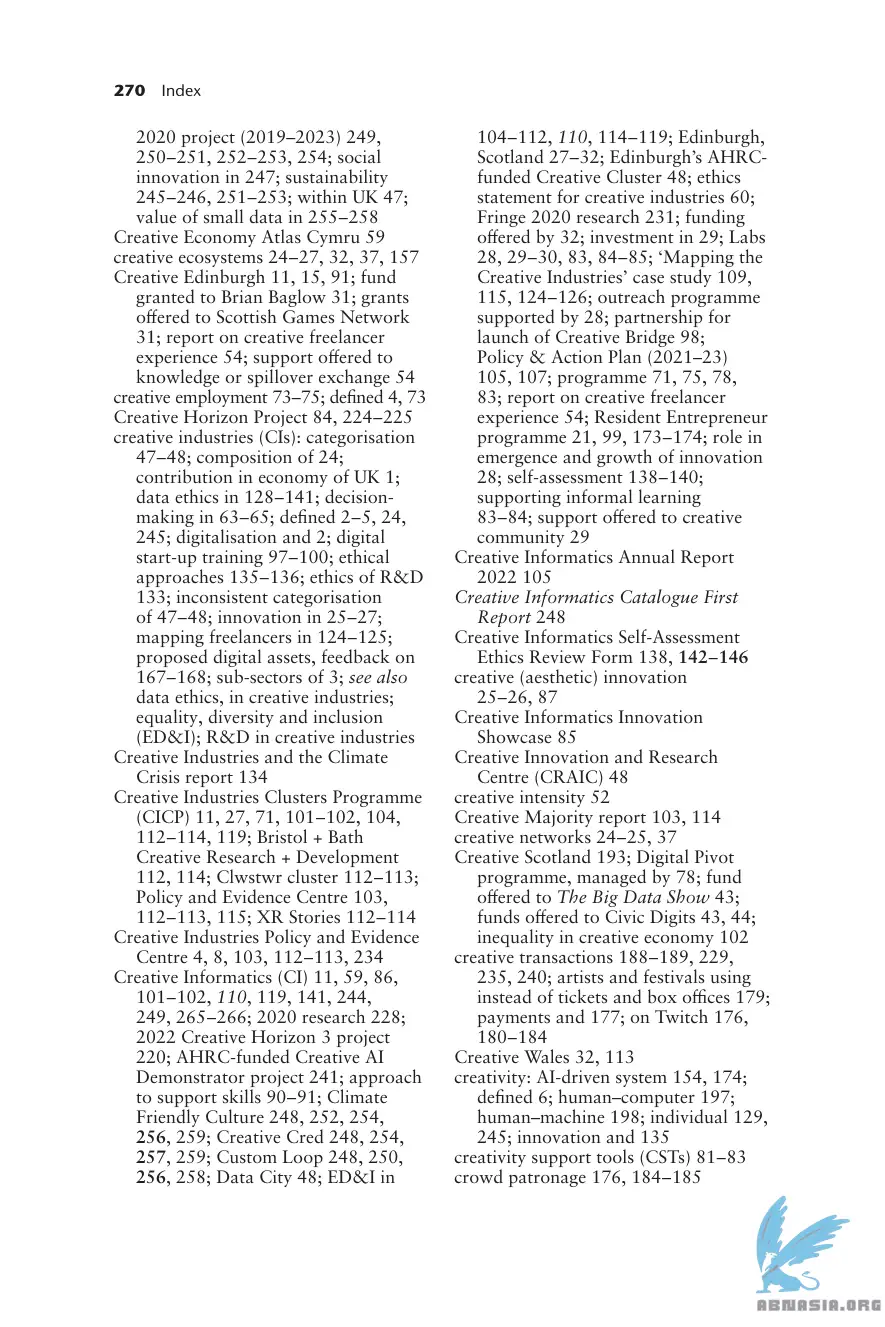 270 Index
2020 project (2019–2023) 249,
250–251, 252–253, 254; social
innovation in 247; sustainability
245–246, 251–253; within UK 47;
value of small data in 255–258
Creative Economy Atlas Cymru 59
creative ecosystems 24–27, 32, 37, 157
Creative Edinburgh 11, 15, 91; fund
granted to Brian Baglow 31; grants
offered to Scottish Games Network
31; report on creative freelancer
experience 54; support offered to
knowledge or spillover exchange 54
creative employment 73–75; defined 4, 73
Creative Horizon Project 84, 224–225
creative industries (CIs): categorisation
47–48; composition of 24;
contribution in economy of UK 1;
data ethics in 128–141; decision-
making in 63–65; defined 2–5, 24,
245; digitalisation and 2; digital
start-up training 97–100; ethical
approaches 135–136; ethics of R&D
133; inconsistent categorisation
of 47–48; innovation in 25–27;
mapping freelancers in 124–125;
proposed digital assets, feedback on
167–168; sub-sectors of 3; see also
data ethics, in creative industries;
equality, diversity and inclusion
(ED&I); R&D in creative industries
Creative Industries and the Climate
Crisis report 134
Creative Industries Clusters Programme
(CICP) 11, 27, 71, 101–102, 104,
112–114, 119; Bristol + Bath
Creative Research + Development
112, 114; Clwstwr cluster 112–113;
Policy and Evidence Centre 103,
112–113, 115; XR Stories 112–114
Creative Industries Policy and Evidence
Centre 4, 8, 103, 112–113, 234
Creative Informatics (CI) 11, 59, 86,
101–102, 110, 119, 141, 244,
249, 265–266; 2020 research 228;
2022 Creative Horizon 3 project
220; AHRC-funded Creative AI
Demonstrator project 241; approach
to support skills 90–91; Climate
Friendly Culture 248, 252, 254,
256, 259; Creative Cred 248, 254,
257, 259; Custom Loop 248, 250,
256, 258; Data City 48; ED&I in
104–112, 110, 114–119; Edinburgh,
Scotland 27–32; Edinburgh's AHRC-
funded Creative Cluster 48; ethics
statement for creative industries 60;
Fringe 2020 research 231; funding
offered by 32; investment in 29; Labs
28, 29–30, 83, 84–85; 'Mapping the
Creative Industries' case study 109,
115, 124–126; outreach programme
supported by 28; partnership for
launch of Creative Bridge 98;
Policy & Action Plan (2021–23)
105, 107; programme 71, 75, 78,
83; report on creative freelancer
experience 54; Resident Entrepreneur
programme 21, 99, 173–174; role in
emergence and growth of innovation
28; self-assessment 138–140;
supporting informal learning
83–84; support offered to creative
community 29
Creative Informatics Annual Report
2022 105
Creative Informatics Catalogue First
Report 248
Creative Informatics Self-Assessment
Ethics Review Form 138, 142–146
creative (aesthetic) innovation
25–26, 87
Creative Informatics Innovation
Showcase 85
Creative Innovation and Research
Centre (CRAIC) 48
creative intensity 52
Creative Majority report 103, 114
creative networks 24–25, 37
Creative Scotland 193; Digital Pivot
programme, managed by 78; fund
offered to The Big Data Show 43;
funds offered to Civic Digits 43, 44;
inequality in creative economy 102
creative transactions 188–189, 229,
235, 240; artists and festivals using
instead of tickets and box offices 179;
payments and 177; on Twitch 176,
180–184
Creative Wales 32, 113
creativity: AI-driven system 154, 174;
defined 6; human–computer 197;
human–machine 198; individual 129,
245; innovation and 135
creativity support tools (CSTs) 81–83
crowd patronage 176, 184–185
ABNASIA.ORG